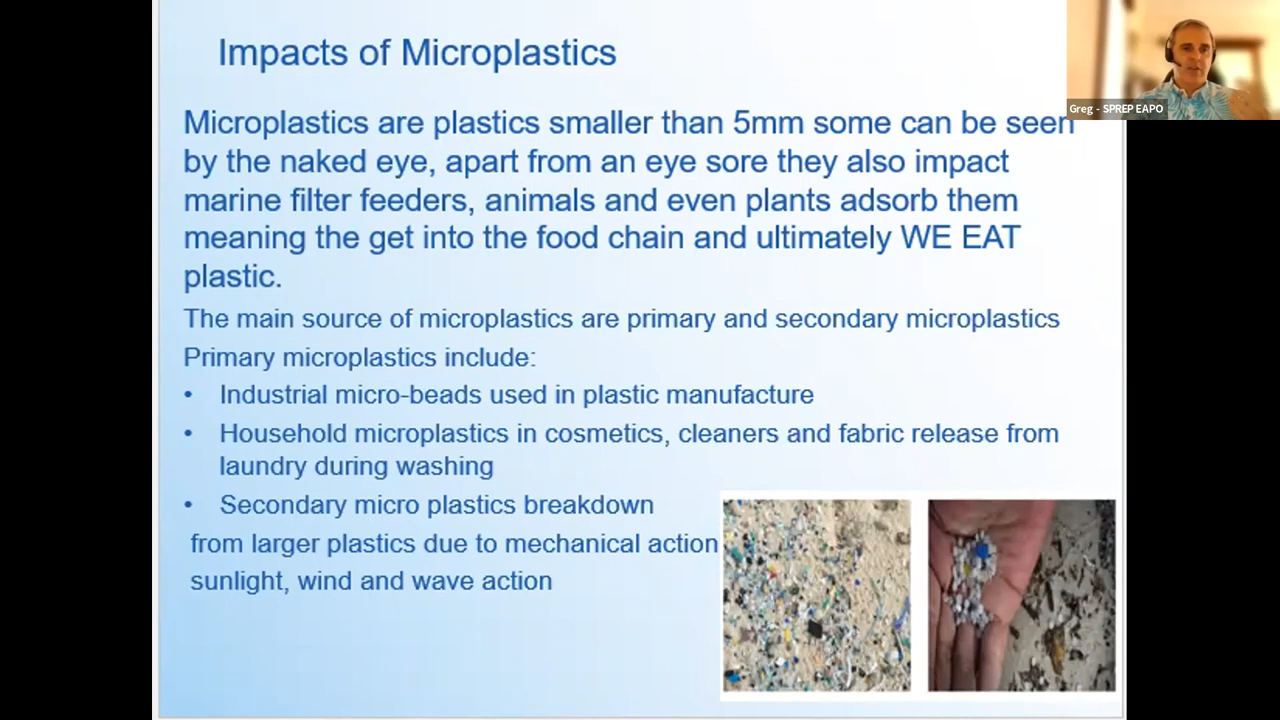 Impacts of Microplastics
Greg - SPREP EAPO
Microplastics are plastics smaller than 5mm some can be seen
by the naked eye, apart from an eye sore they also impact
marine filter feeders, animals and even plants adsorb them
meaning the get into the food chain and ultimately WE EAT
plastic.
The main source of microplastics are primary and secondary microplastics
Primary microplastics include:
• Industrial micro-beads used in plastic manufacture
• Household microplastics in cosmetics, cleaners and fabric release from
laundry during washing
• Secondary micro plastics breakdown
from larger plastics due to mechanical action
sunlight, wind and wave action